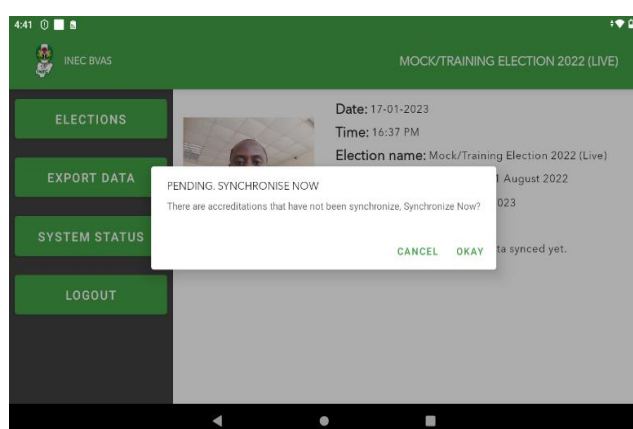 4:41
INEC BVAS
MOCK/TRAINING ELECTION 2022 (LIVE)
ELECTIONS
EXPORT DATA
SYSTEM STATUS
LOGOUT
Date: 17-01-2023
Time: 16:37 PM
Election name: Mock/Training Election 2022 (Live)
August 2022
023
PENDING. SYNCHRONISE NOW
There are accreditations that have not been synchronize, Synchronize Now?
CANCEL OKAY
ta synced yet.